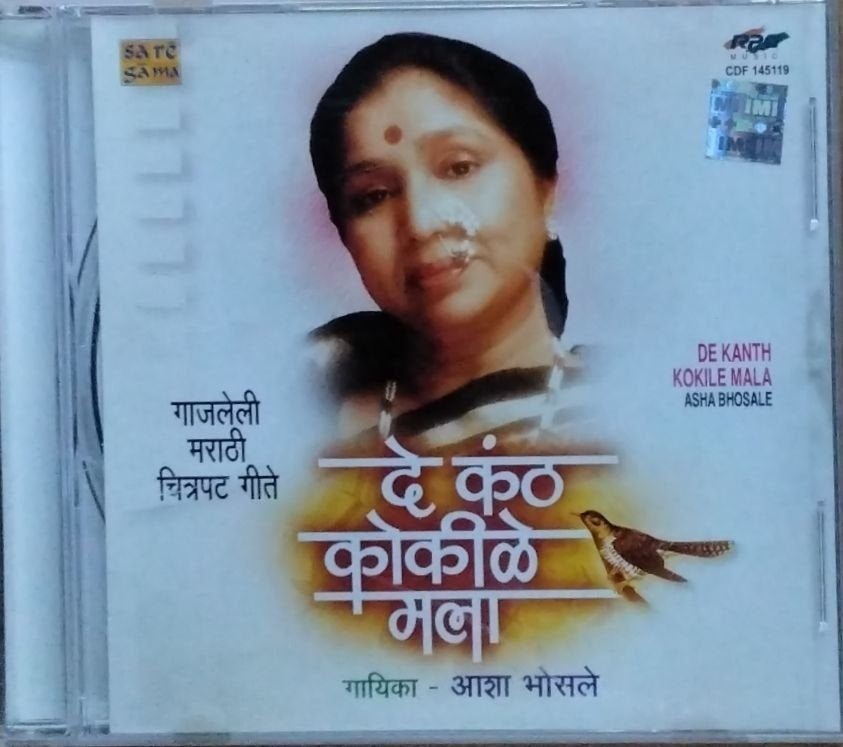 sa re
ga ma
RPG
MUSIC
CDF 145119
DE KANTH
KOKILE MALA
ASHA BHOSALE
गाजलेली
मराठी
चित्रपट गीते
दे कंठ
कोकीळे
मला
गायिका - आशा भोसले